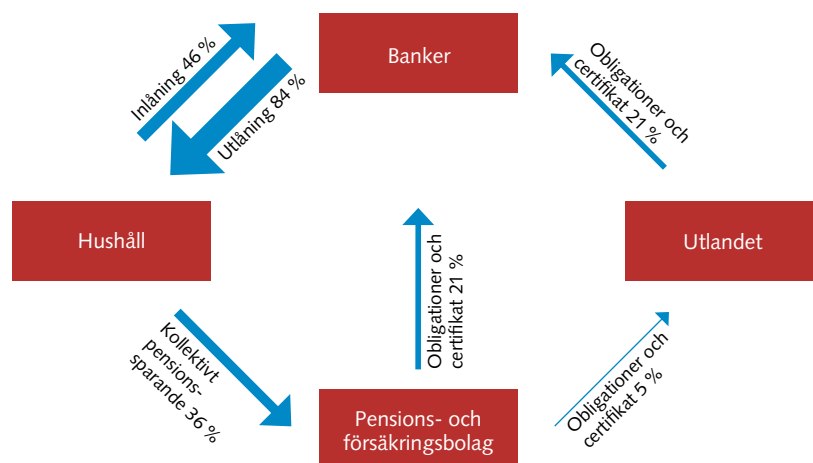 Banker
Inlåning 46 %
Utlåning 84 %
Obligationer och
certifikat 21 %
Hushåll
Utlandet
Kollektivt
pensions-
sparande 36 %
Obligationer och
certifikat 21 %
Obligationer och
certifikat 5 %
Pensions- och
försäkringsbolag